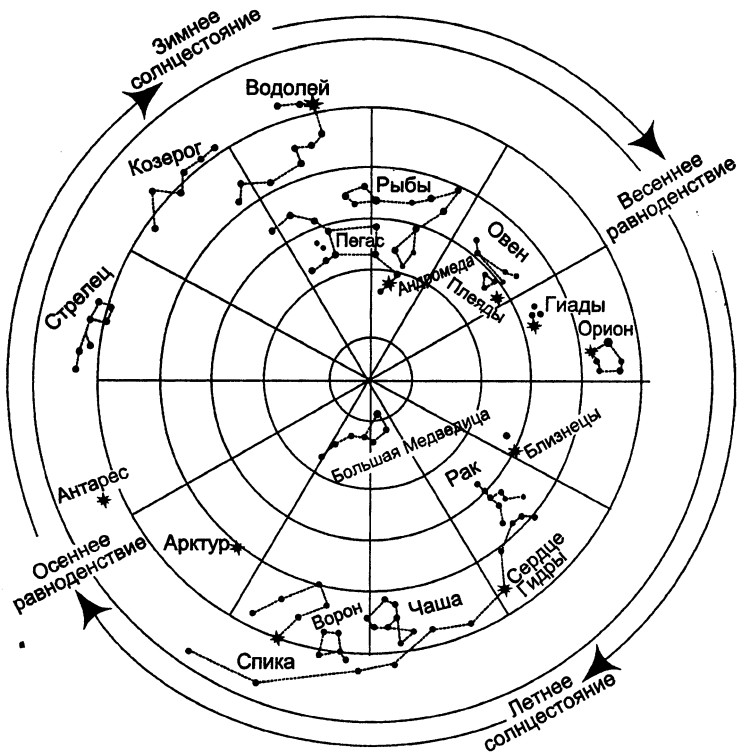 Зимнее
солнцестояние
Водолей
Козерог
Рыбы
Весеннее
равноденствие
Пегас
Овен
Андромеда
Плеяды
Стрелец
Гиады
Орион
Большая Медведица
Близнецы
Рак
Антарес
Арктур
Осеннее
равноденствие
Сердце
Гидры
Ворон
Чаша
Спика
Летнее
солнцестояние